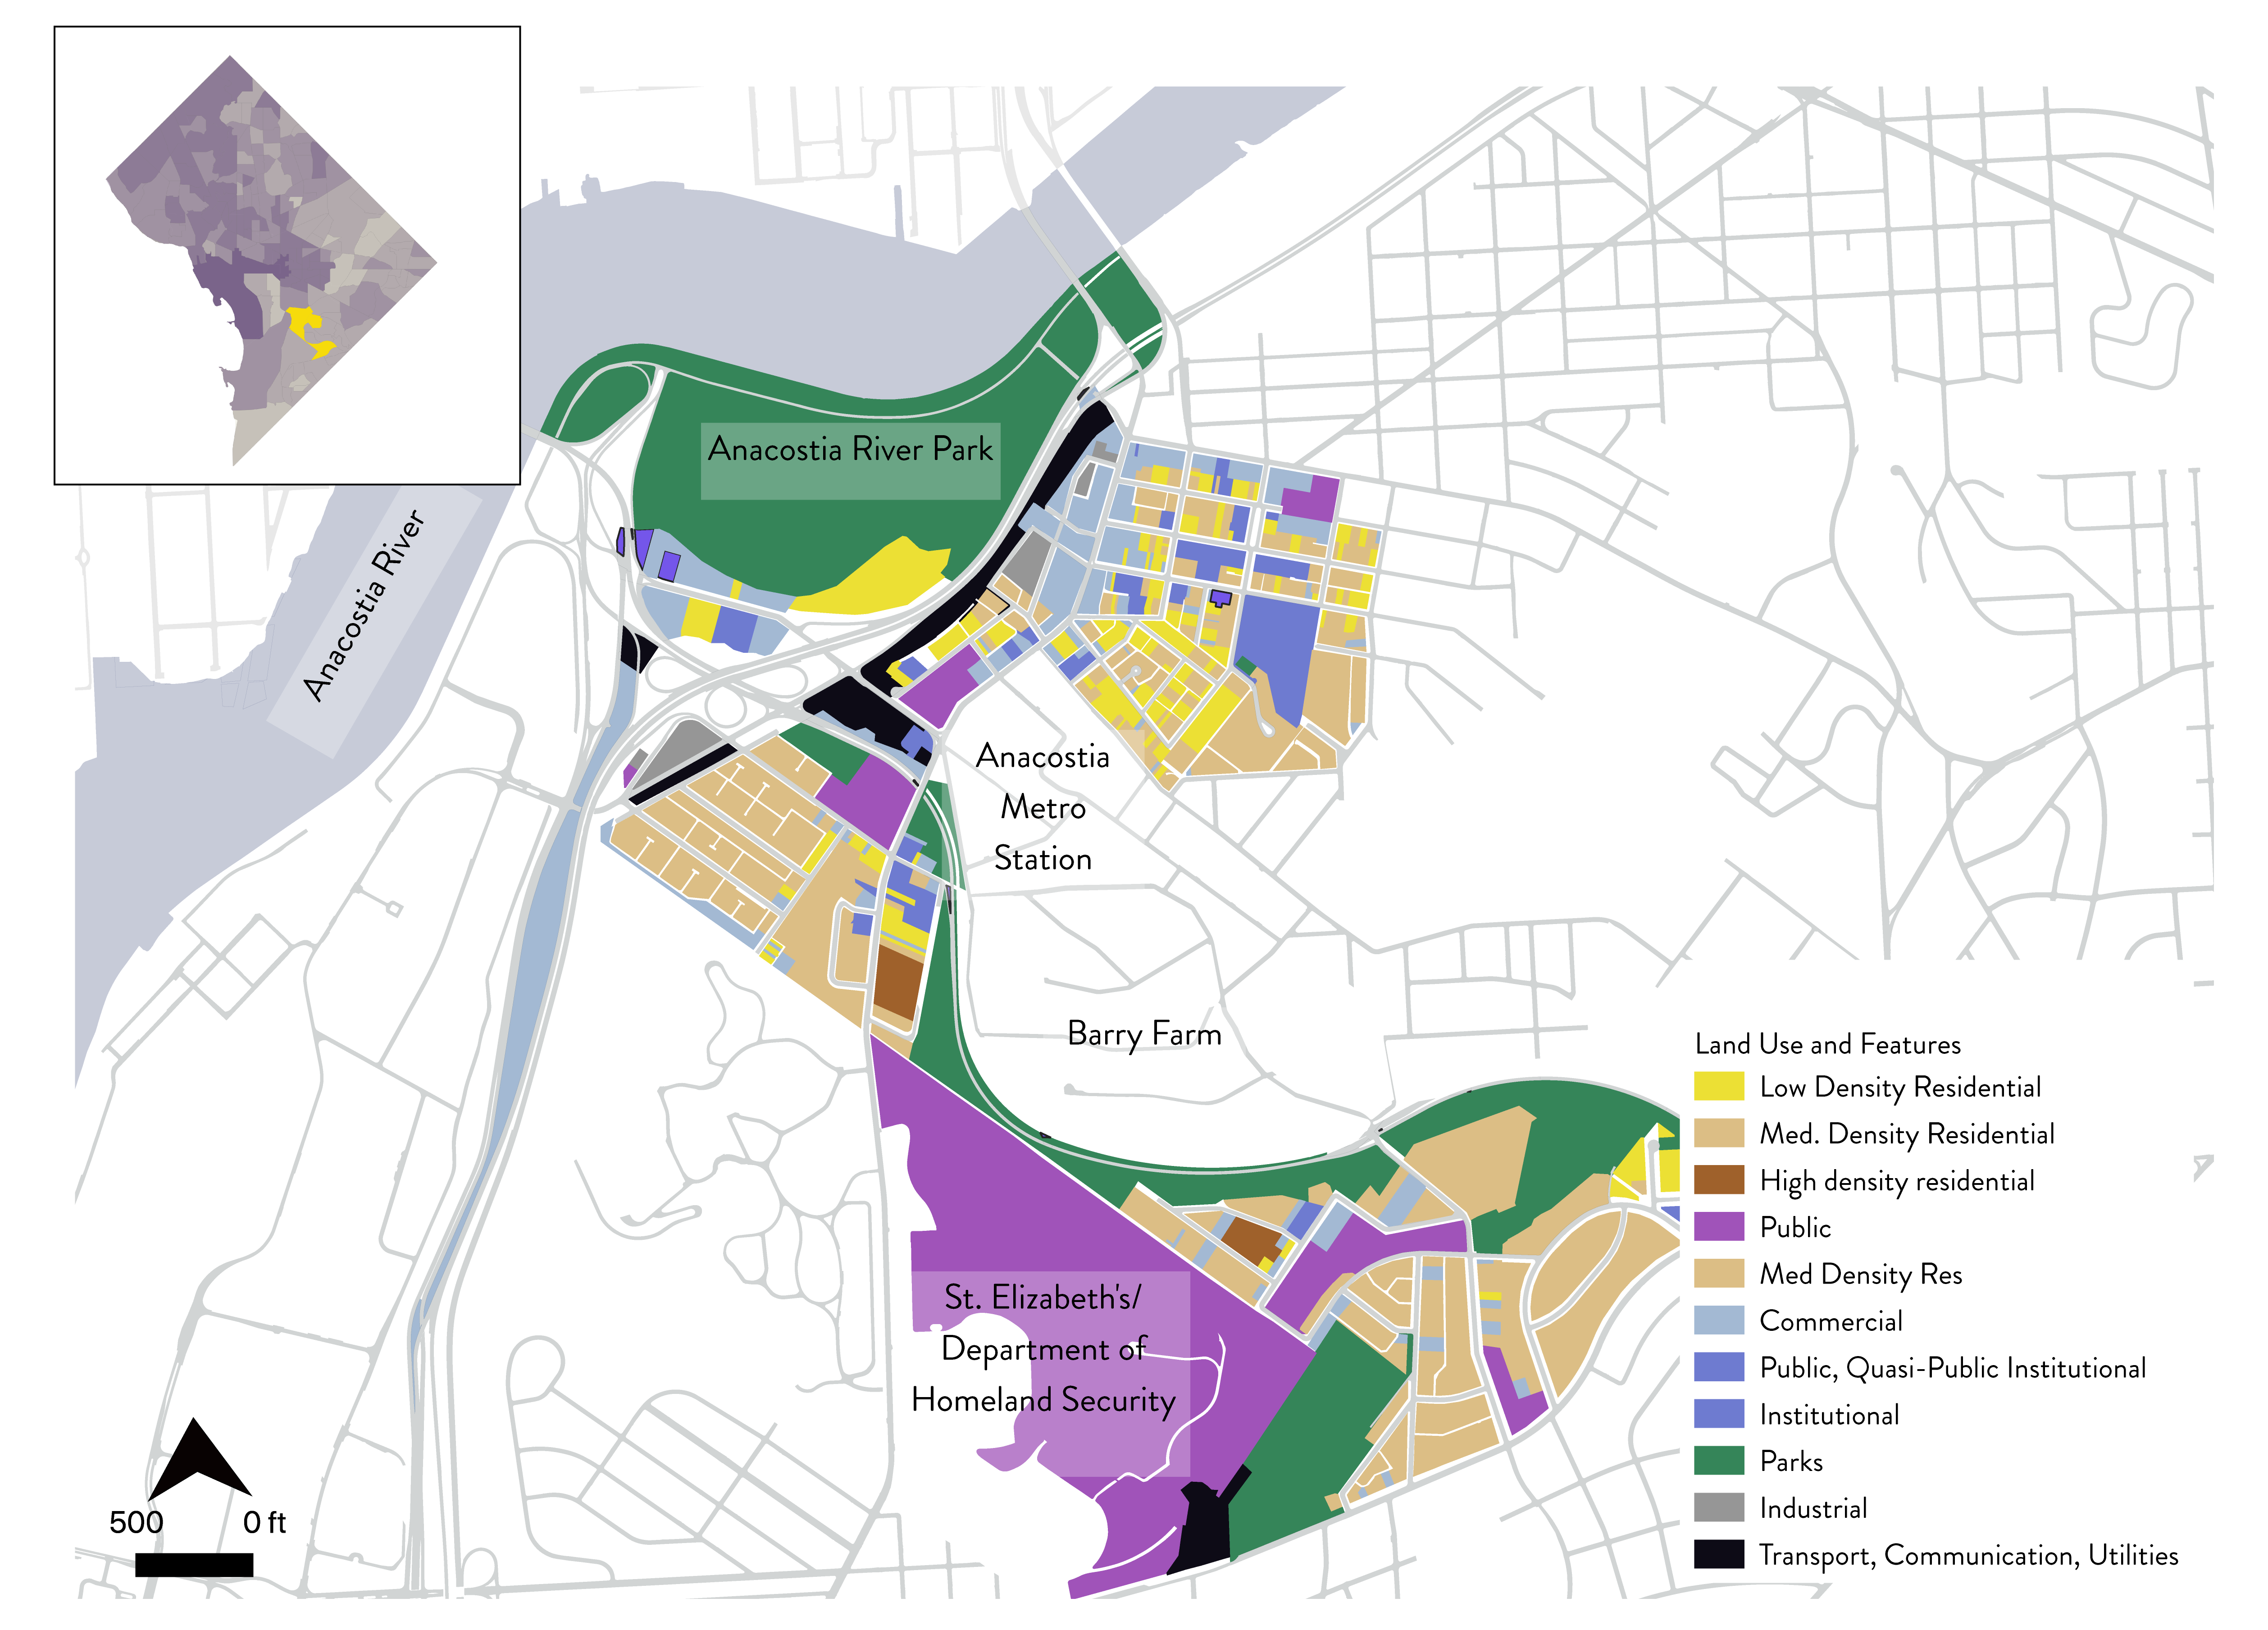 Anacostia River Park
Anacostia River
Anacostia
Metro
Station
Barry Farm
St. Elizabeth's/
Department of
Homeland Security
Land Use and Features
Low Density Residential
Med. Density Residential
High density residential
Public
Med Density Res
Commercial
Public, Quasi-Public Institutional
Institutional
Parks
Industrial
Transport, Communication, Utilities
500 0 ft